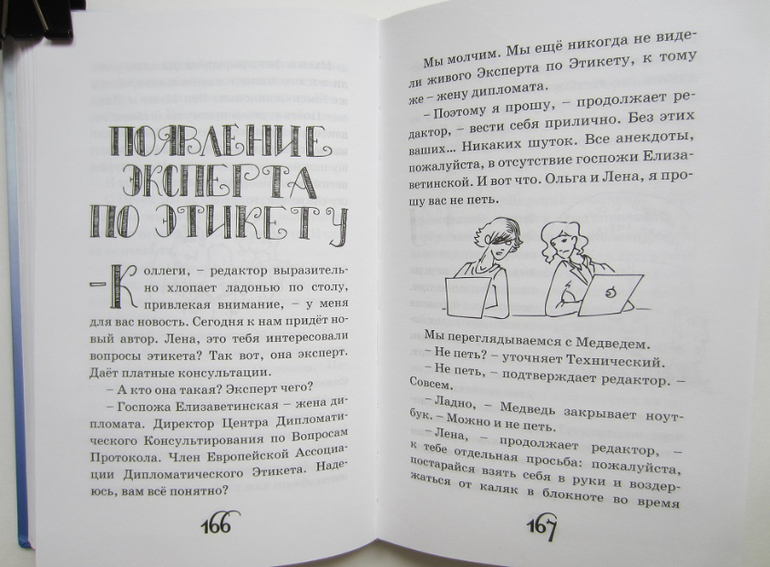 ПОЯВЛЕНИЕ
ЭКСПЕРТА
ПО ЭТИКЕТУ
–Коллеги, – редактор выразитель-
но хлопает ладонью по столу,
привлекая внимание, – у меня
для вас новость. Сегодня к нам придёт но-
вый автор. Лена, это тебя интересовали
вопросы этикета? Так вот, она эксперт.
Даёт платные консультации.
– А кто она такая? Эксперт чего?
– Госпожа Елизаветинская – жена ди-
пломата. Директор Центра Дипломати-
ческого Консультирования по Вопросам
Протокола. Член Европейской Ассоциа-
ции Дипломатического Этикета. Наде-
юсь, вам всё понятно?
166
Мы молчим. Мы ещё никогда не виде-
ли живого Эксперта по Этикету, к тому
же – жену дипломата.
– Поэтому я прошу, – продолжает ре-
дактор, – вести себя прилично. Без этих
ваших... Никаких шуток. Все анекдоты,
пожалуйста, в отсутствие госпожи Елиза-
ветинской. И вот что. Ольга и Лена, я про-
шу вас не петь.
Мы переглядываемся с Медведем.
– Не петь? – уточняет Технический.
– Не петь, – подтверждает редактор. –
Совсем.
– Ладно, – Медведь закрывает ноут-
бук. – Можно и не петь.
– Лена, – продолжает редактор, –
к тебе отдельная просьба: пожалуйста,
постарайся взять себя в руки и воздер-
жаться от каляк в блокноте во время
167